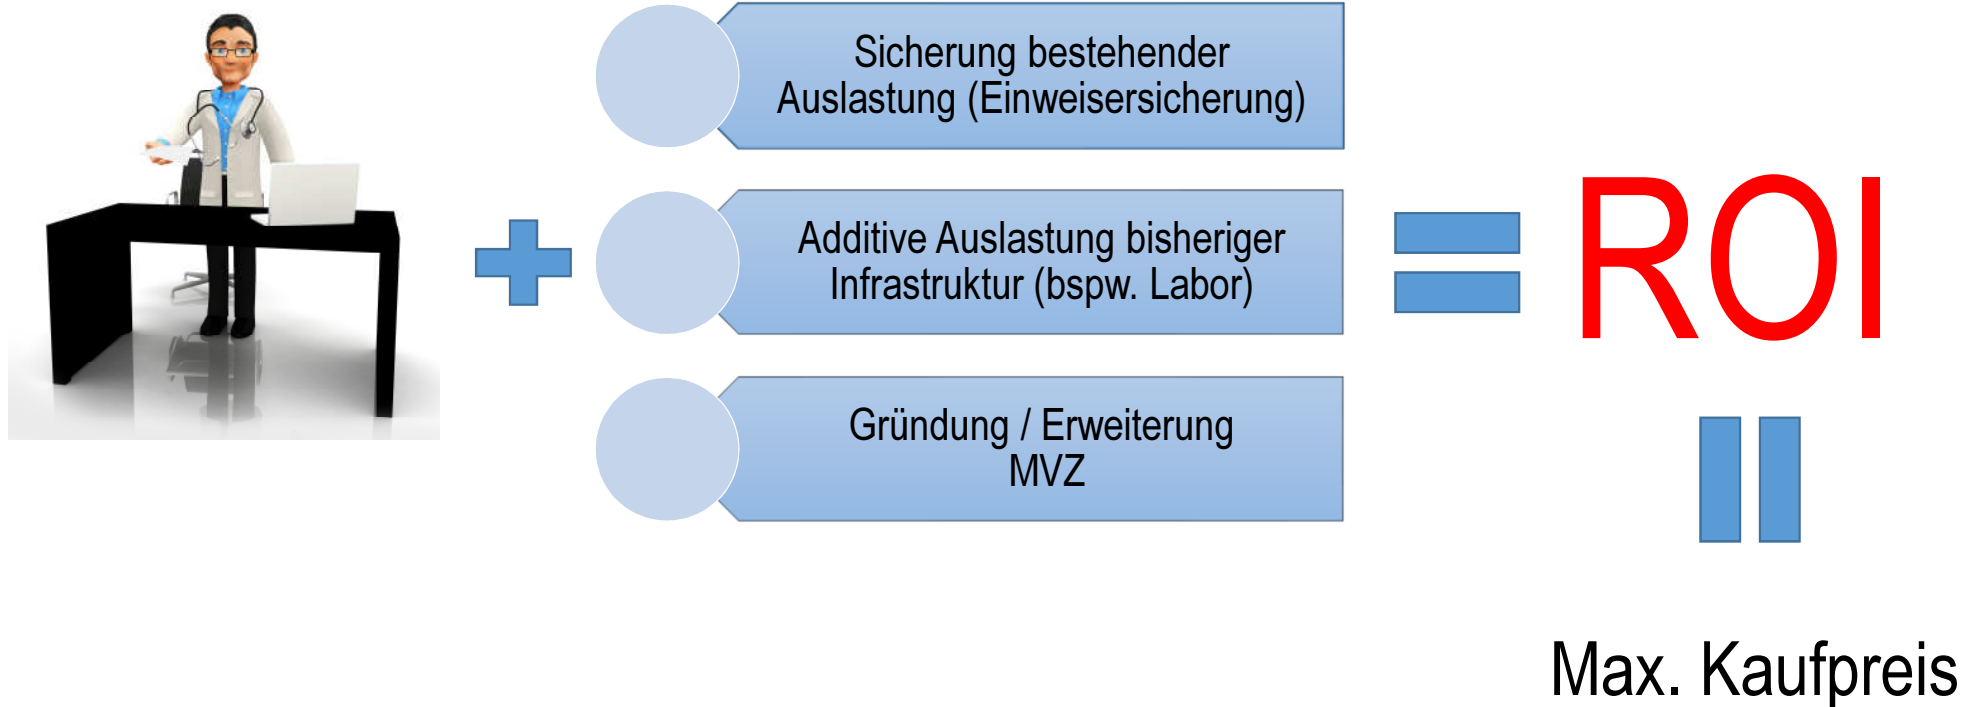 Sicherung bestehender
Auslastung (Einweisersicherung)
Additive Auslastung bisheriger
Infrastruktur (bspw. Labor)
Gründung / Erweiterung
MVZ
ROI
Max. Kaufpreis